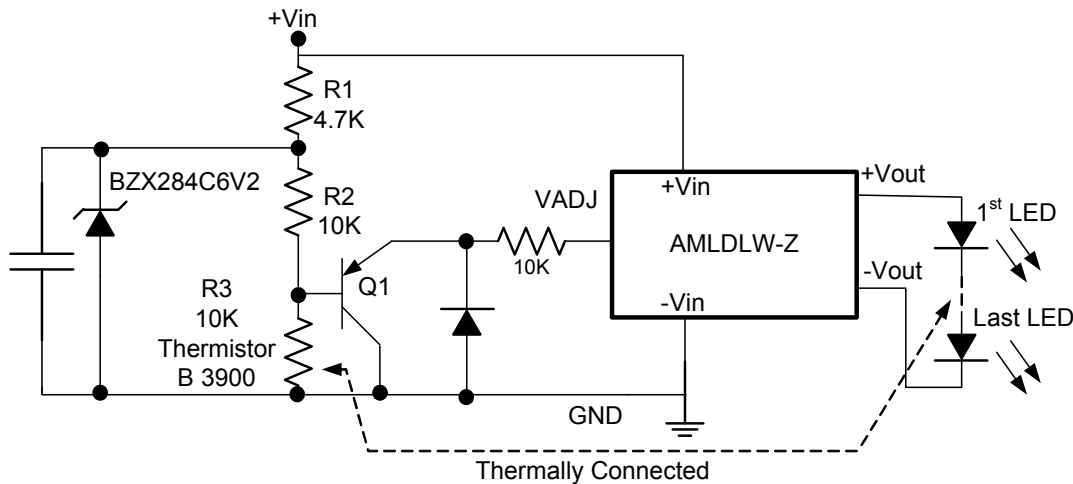 +Vin
R1
4.7K
BZX284C6V2
R2
10K
R3
10K
Thermistor
B 3900
Q1
VADJ
10K
+Vin
AMLDLW-Z
-Vin
+Vout
-Vout
1st LED
Last LED
GND
Thermally Connected